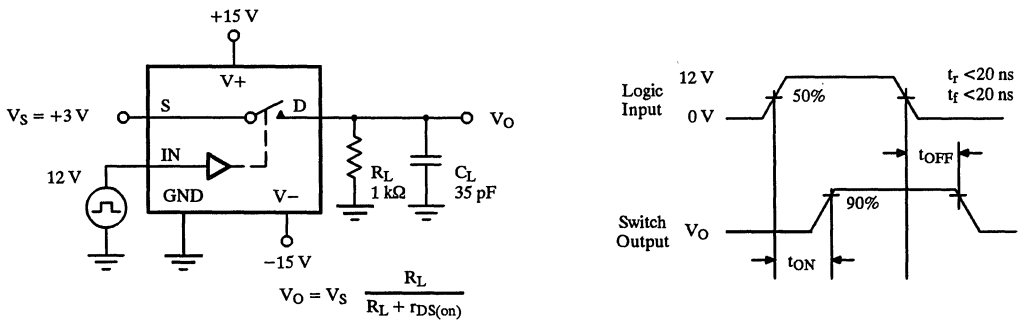 +15 V
V+
VS = +3 V
S
D
VO
IN
12 V
GND
V−
RL
1 kΩ
CL
35 pF
−15 V
VO = VS RL
RL + rDS(on)
Logic
Input
12 V
0 V
50%
tr <20 ns
tf <20 ns
tOFF
Switch
Output
VO
90%
tON